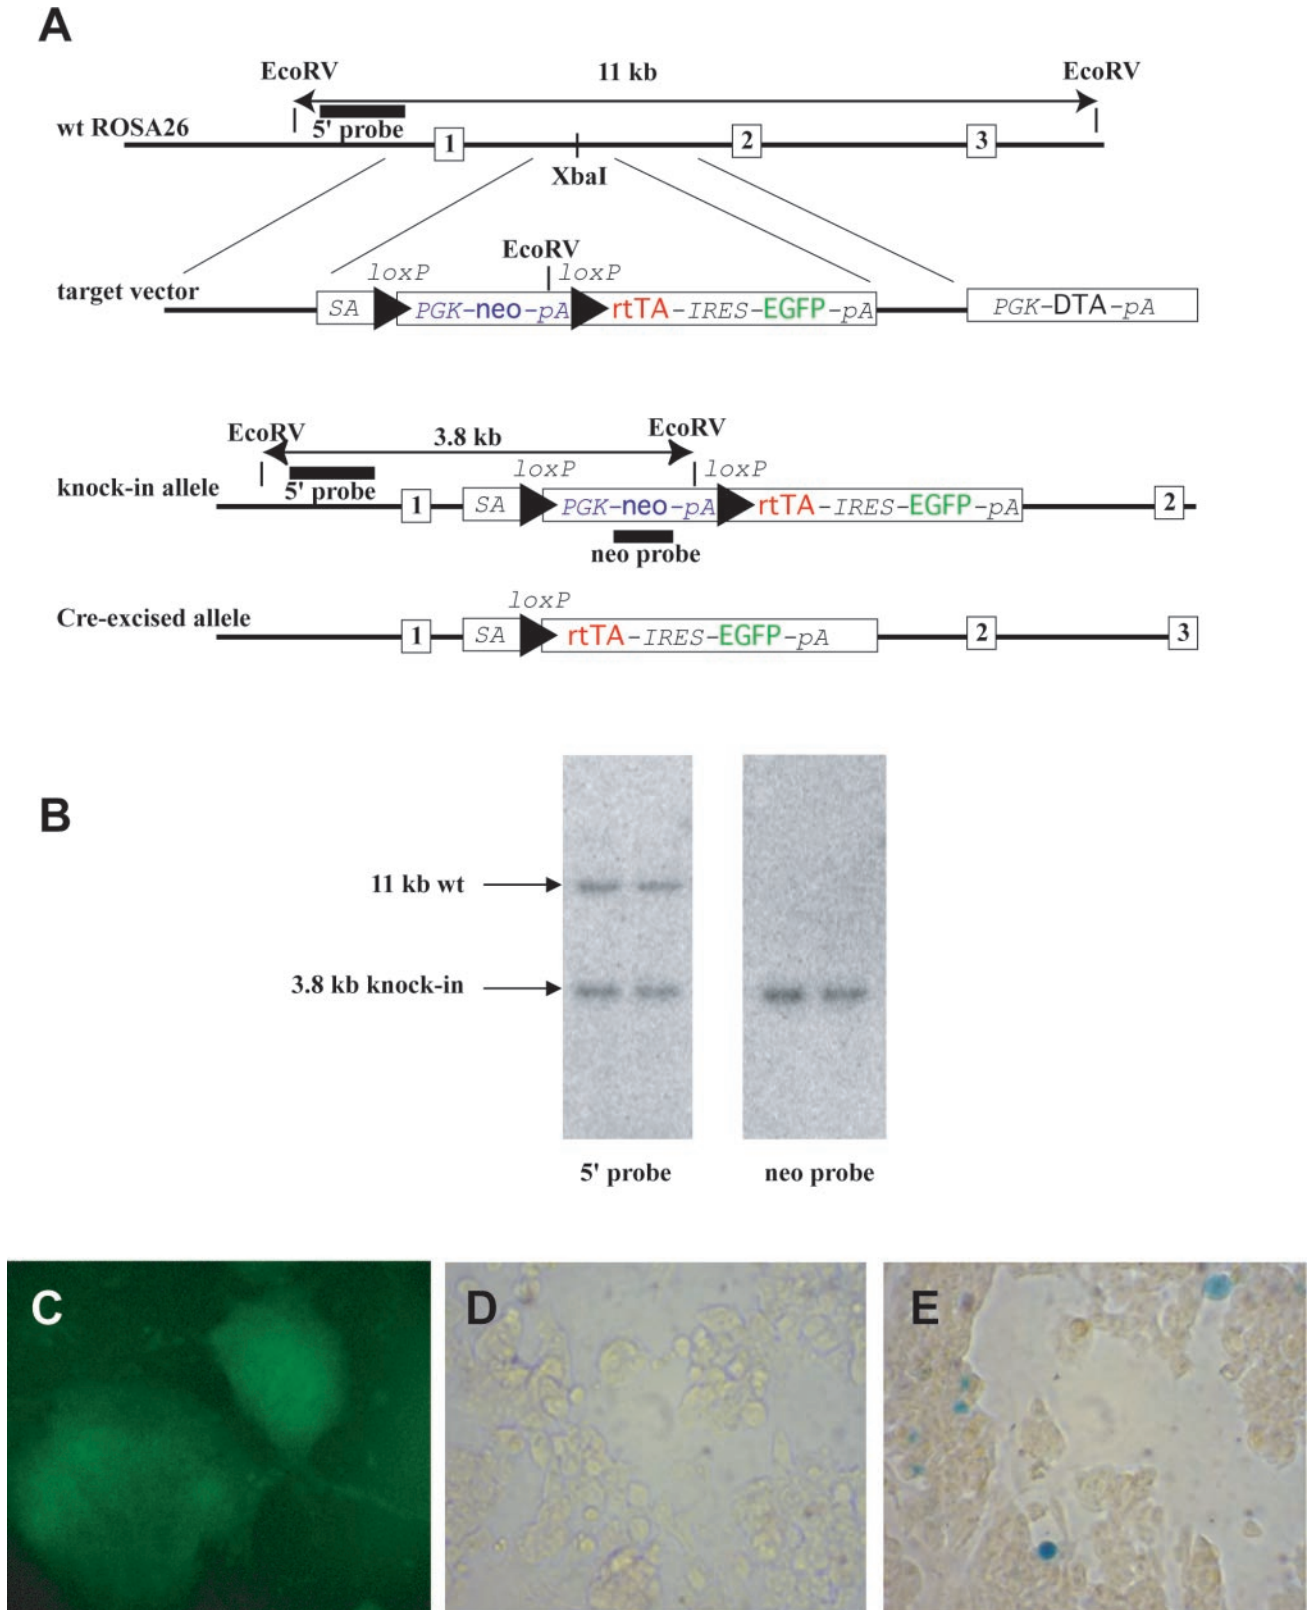 A
EcoRV 11 kb EcoRV
5' probe
wt ROSA26 1 2 3
XbaI
EcoRV
loxP loxP
target vector SA PGK-neo-pA rtTA-IRES-EGFP-pA PGK-DTA-pA
EcoRV 3.8 kb EcoRV
loxP loxP
knock-in allele 5' probe 1 SA PGK-neo-pA rtTA-IRES-EGFP-pA 2
neo probe
loxP
Cre-excised allele 1 SA rtTA-IRES-EGFP-pA 2 3
B
11 kb wt
3.8 kb knock-in
5' probe neo probe
C D E